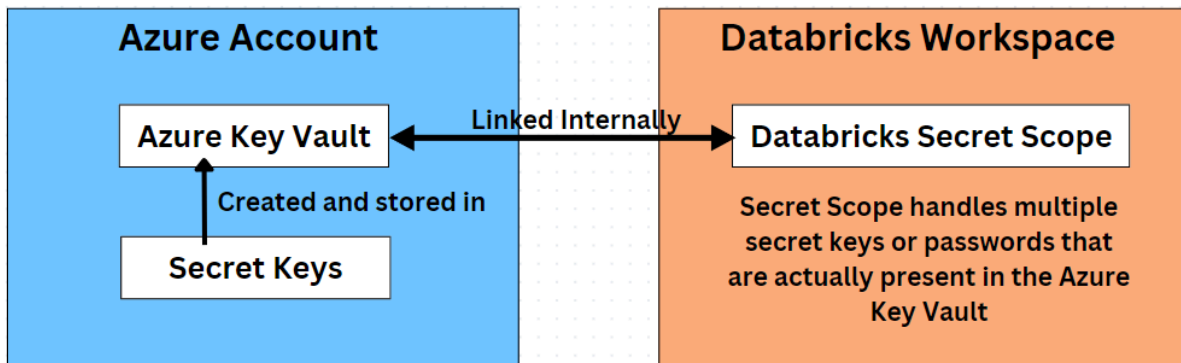 Azure Account
Databricks Workspace
Azure Key Vault
Linked Internally
Databricks Secret Scope
Created and stored in
Secret Keys
Secret Scope handles multiple
secret keys or passwords that
are actually present in the Azure
Key Vault